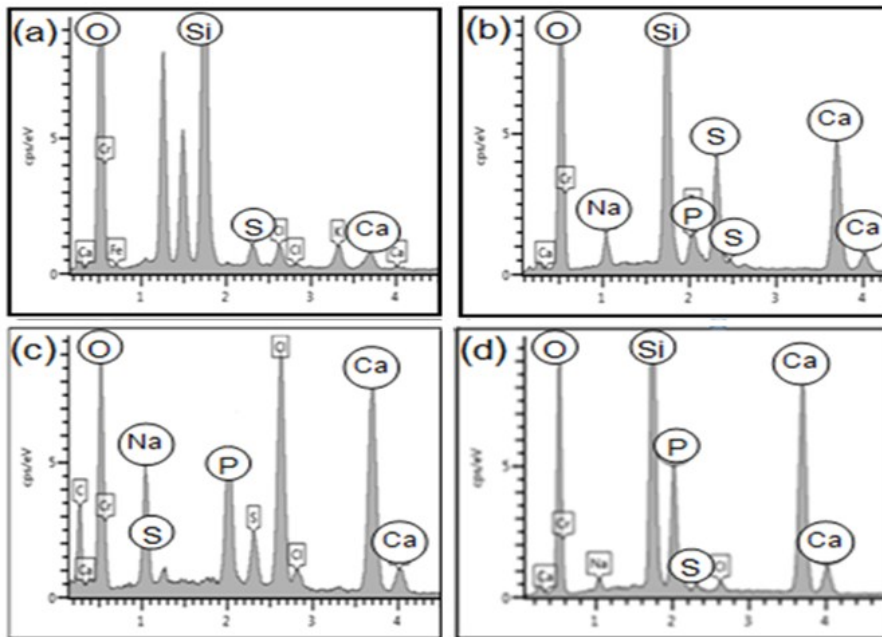 (a) O Si
5
Cr
cps/eV
S Cl K Ca
Ca Fe Cl Ca
0
1 2 3 4
(b) O Si
5
cps/eV
S Ca
Cr
Na P S Ca
Ca
0
1 2 3 4
(c) O Cl Ca
Na P
5
cps/eV
C Cr S S Cl Ca
Ca
0
1 2 3 4
(d) O Si Ca
P
5
cps/eV
Cr
Ca Na S Cl Ca
0
1 2 3 4